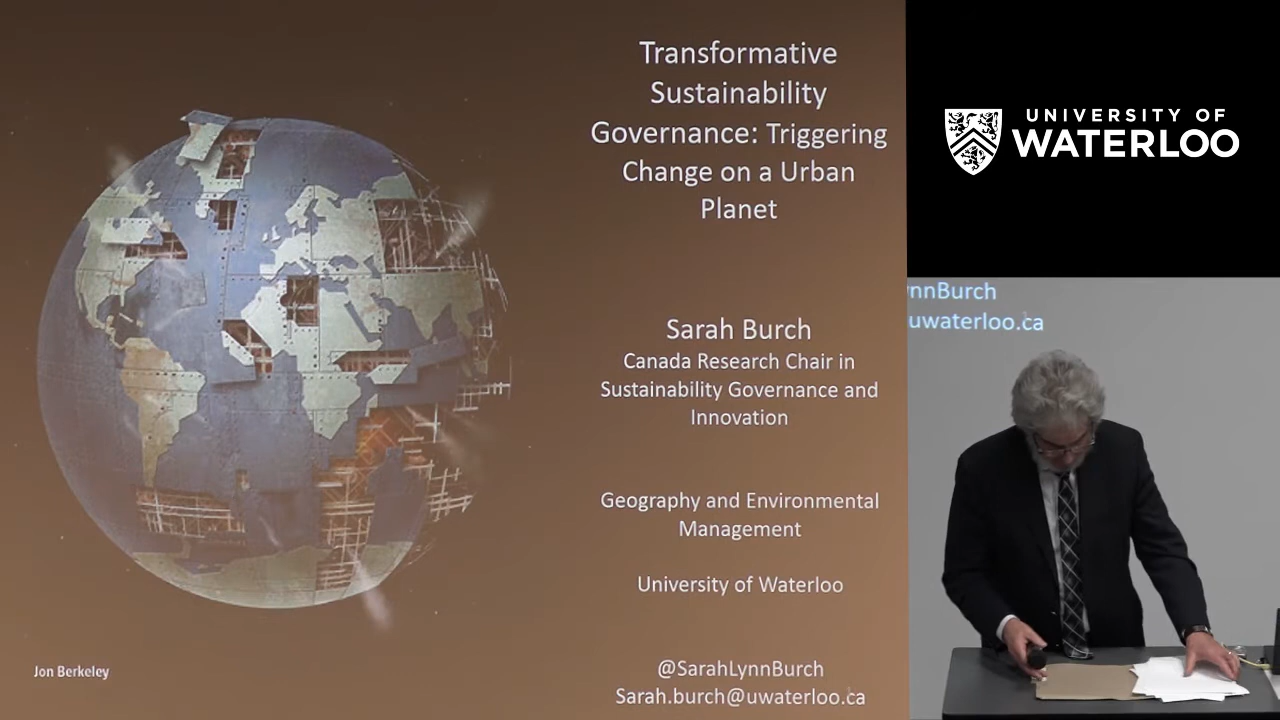 Transformative
Sustainability
Governance: Triggering
Change on a Urban
Planet
Sarah Burch
Canada Research Chair in
Sustainability Governance and
Innovation
Geography and Environmental
Management
University of Waterloo
@SarahLynnBurch
Sarah.burch@uwaterloo.ca
Jon Berkeley
UNIVERSITY OF
WATERLOO
nnBurch
uwaterloo.ca